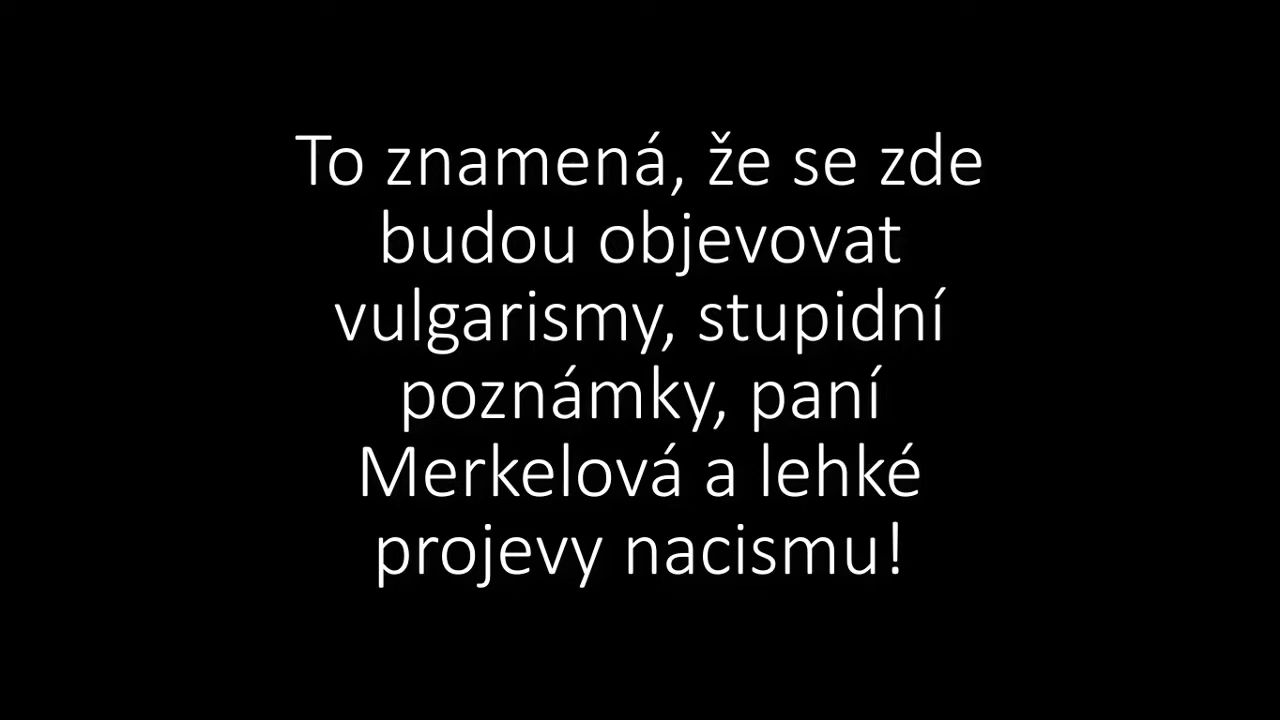 To znamená, že se zde
budou objevovat
vulgarismy, stupidní
poznámky, paní
Merkelová a lehké
projevy nacismu!